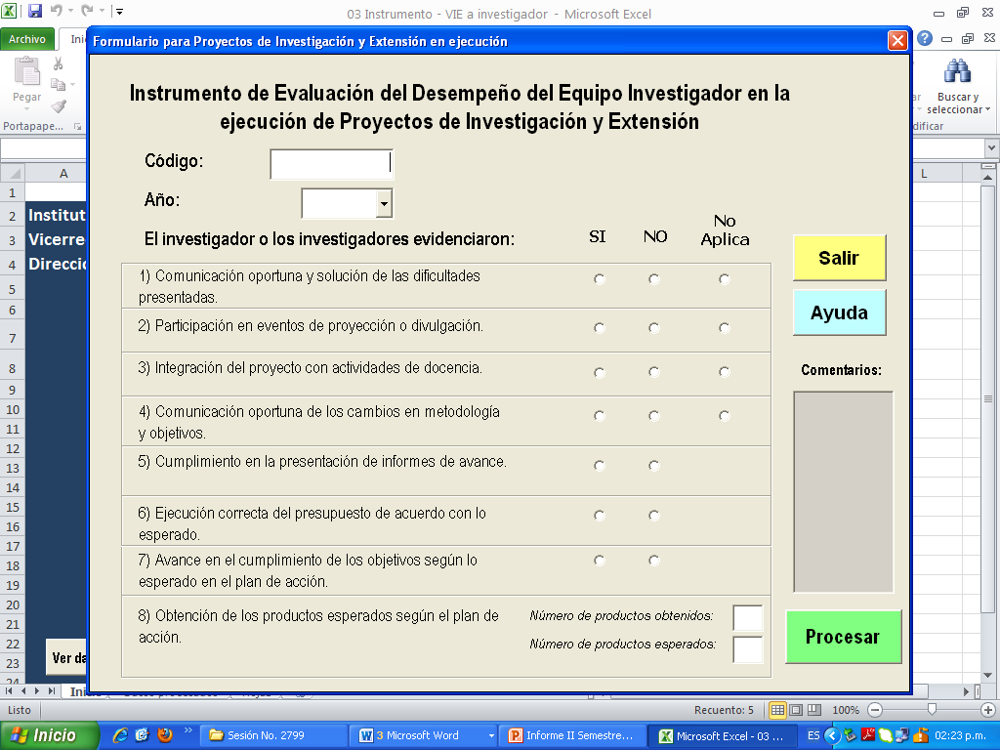 03 Instrumento - VIE a investigador - Microsoft Excel
Archivo
Formulario para Proyectos de Investigación y Extensión en ejecución
Pegar
Buscar y
seleccionar
Portapape...
A
L
Instrumento de Evaluación del Desempeño del Equipo Investigador en la
ejecución de Proyectos de Investigación y Extensión
Código:
Año:
El investigador o los investigadores evidenciaron:
SI
NO
No
Aplica
1) Comunicación oportuna y solución de las dificultades
presentadas.
2) Participación en eventos de proyección o divulgación.
3) Integración del proyecto con actividades de docencia.
4) Comunicación oportuna de los cambios en metodología
y objetivos.
5) Cumplimiento en la presentación de informes de avance.
6) Ejecución correcta del presupuesto de acuerdo con lo
esperado.
7) Avance en el cumplimiento de los objetivos según lo
esperado en el plan de acción.
8) Obtención de los productos esperados según el plan de
acción.
Número de productos obtenidos:
Número de productos esperados:
Salir
Ayuda
Comentarios:
Procesar
1
2
3
4
5
6
7
8
9
10
11
12
13
14
15
16
17
18
19
20
21
22
23
24
Listo
Recuento: 5
100%
Inicio
Sesión No. 2799
3 Microsoft Word
Informe II Semestre...
Microsoft Excel - 03 ...
ES
02:23 p.m.